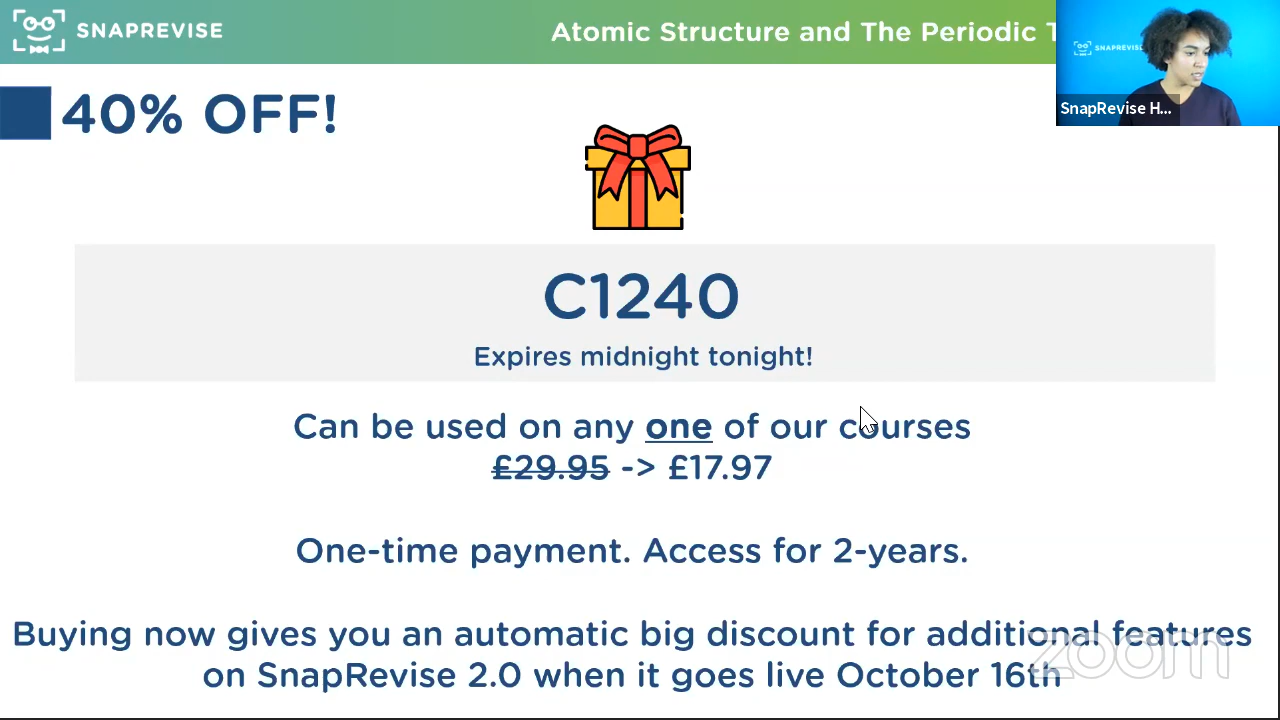 SNAPREVISE
Atomic Structure and The Periodic T
SNAPREVISE
SnapRevise H...
40% OFF!
C1240
Expires midnight tonight!
Can be used on any one of our courses
£29.95 -> £17.97
One-time payment. Access for 2-years.
Buying now gives you an automatic big discount for additional features
on SnapRevise 2.0 when it goes live October 16th
zoom